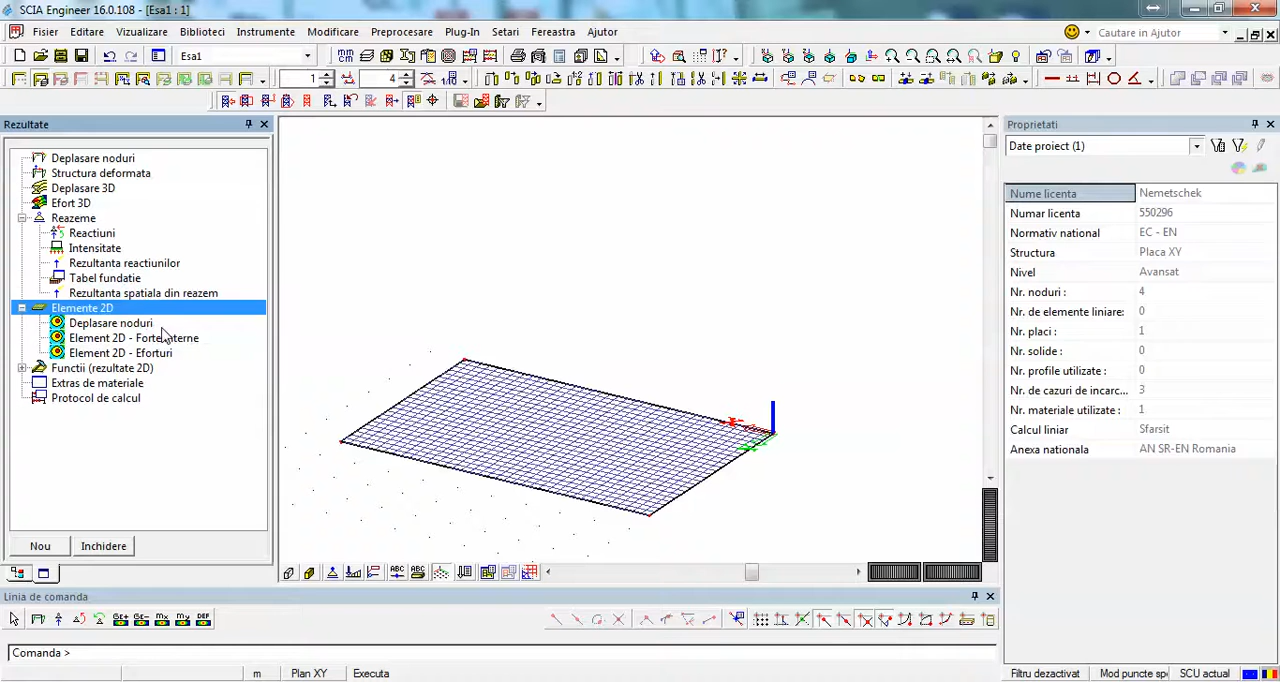 SCIA Engineer 16.0.108 - [Esa1 : 1]
Fisier Editare Vizualizare Biblioteci Instrumente Modificare Preprocesare Plug-In Setari Fereastra Ajutor Cautare in Ajutor
Esa1
1 4
Rezultate
Deplasare noduri
Structura deformata
Deplasare 3D
Efort 3D
Reazeme
Reactiuni
Intensitate
Rezultanta reactiunilor
Tabel fundatie
Rezultanta spatiala din reazem
Elemente 2D
Deplasare noduri
Element 2D - Forte interne
Element 2D - Eforturi
Functii (rezultate 2D)
Extras de materiale
Protocol de calcul
Nou Inchidere
Proprietati
Date proiect (1)
Nume licenta Nemetschek
Numar licenta 550296
Normativ national EC - EN
Structura Placa XY
Nivel Avansat
Nr. noduri : 4
Nr. de elemente liniare: 0
Nr. placi : 1
Nr. solide : 0
Nr. profile utilizate : 0
Nr. de cazuri de incarc... 3
Nr. materiale utilizate : 1
Calcul liniar Sfarsit
Anexa nationala AN SR-EN Romania
ABC
Linia de comanda
Comanda >
m Plan XY Executa Filtru dezactivat Mod puncte sp SCU actual